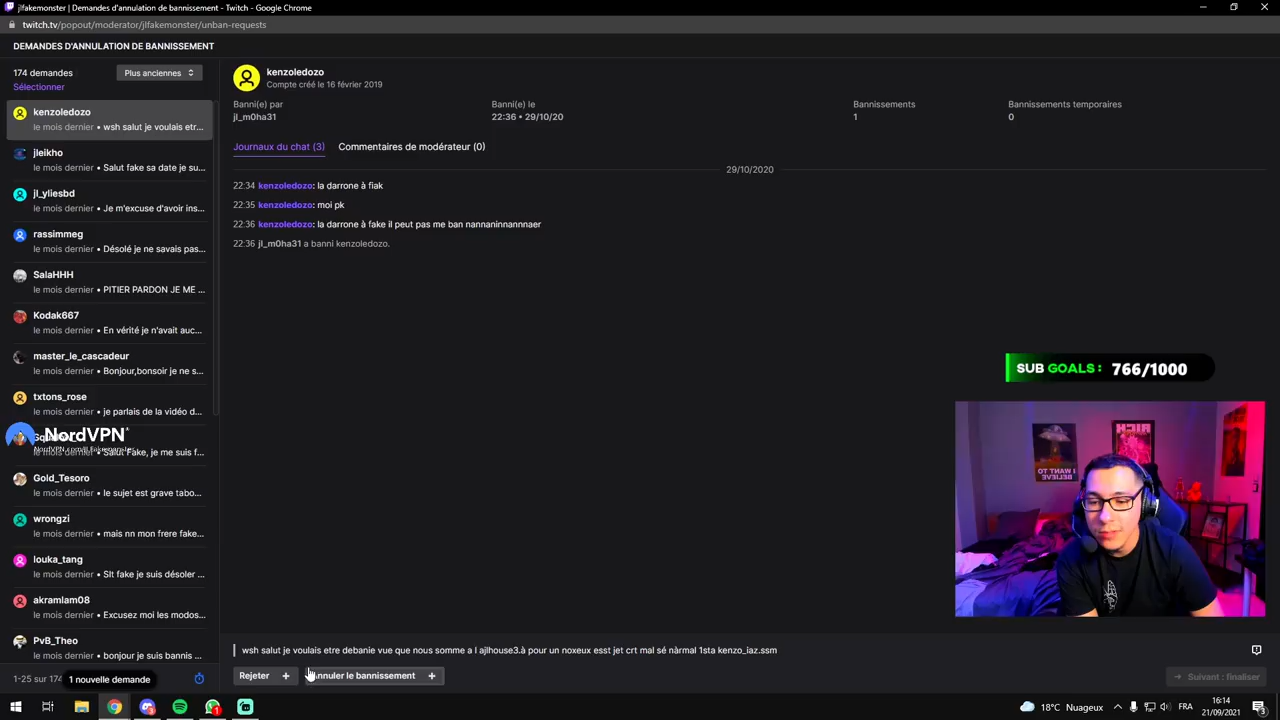 jlfakemonster | Demandes d'annulation de bannissement - Twitch - Google Chrome
twitch.tv/popout/moderator/jlfakemonster/unban-requests
DEMANDES D'ANNULATION DE BANNISSEMENT
174 demandes
Plus anciennes
Sélectionner
kenzoledozo
le mois dernier • wsh salut je voulais etr...
jleikho
le mois dernier • Salut fake sa date je su...
jl_yliesbd
le mois dernier • Je m'excuse d'avoir ins...
rassimmeg
le mois dernier • Désolé je ne savais pas...
SalaHHH
le mois dernier • PITIER PARDON JE ME ...
Kodak667
le mois dernier • En vérité je n'avait auc...
master_le_cascadeur
le mois dernier • Bonjour,bonsoir je ne s...
txtons_rose
le mois dernier • je parlais de la vidéo d...
NordVPN
Salut Fake, je me suis f...
Gold_Tesoro
le mois dernier • le sujet est grave tabo...
wrongzi
le mois dernier • mais nn mon frere fake...
louka_tang
le mois dernier • Slt fake je suis désoler ...
akramlam08
le mois dernier • Excusez moi les modos...
PvB_Theo
le mois dernier • bonjour je suis bannis ...
1-25 sur 174
1 nouvelle demande
kenzoledozo
Compte créé le 16 février 2019
Banni(e) par
jl_m0ha31
Banni(e) le
22:36 • 29/10/20
Bannissements
1
Bannissements temporaires
0
Journaux du chat (3)
Commentaires de modérateur (0)
29/10/2020
22:34 kenzoledozo: la darrone à fiak
22:35 kenzoledozo: moi pk
22:36 kenzoledozo: la darrone à fake il peut pas me ban nannaninnannnaer
22:36 jl_m0ha31 a banni kenzoledozo.
SUB GOALS : 766/1000
I WANT TO
BELIEVE
RICH
wsh salut je voulais etre debanie vue que nous somme a l ajlhouse3.à pour un noxeux esst jet crt mal sé nàrmal 1sta kenzo_iaz.ssm
Rejeter +
Annuler le bannissement +
Suivant : finaliser
18°C Nuageux
FRA
16:14
21/09/2021